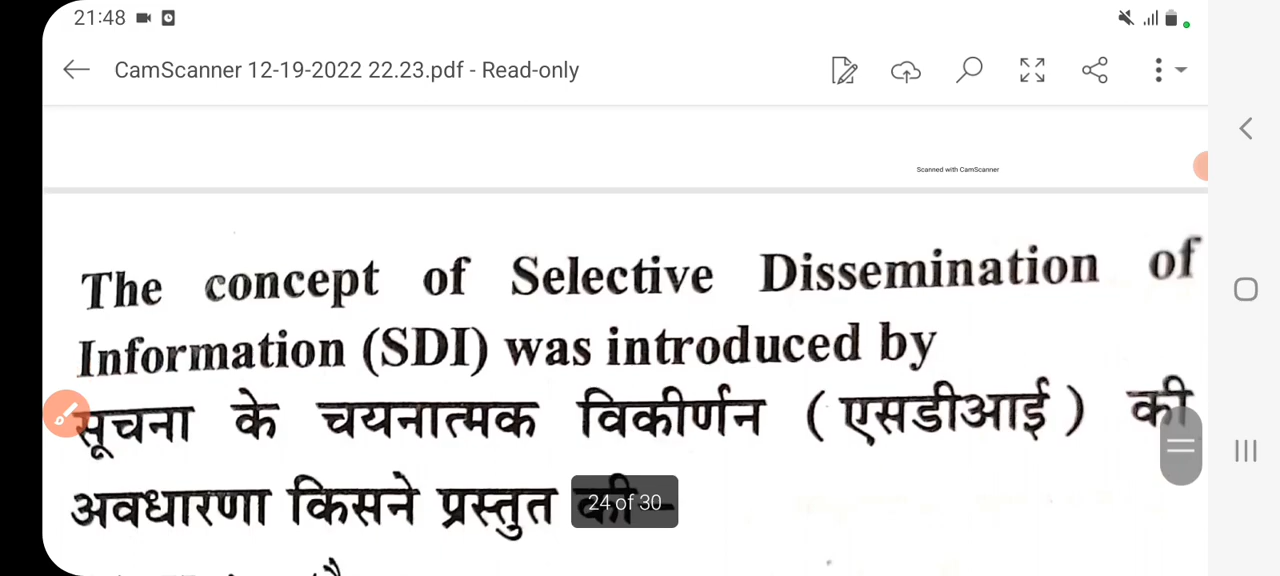 21:48
CamScanner 12-19-2022 22.23.pdf - Read-only
Scanned with CamScanner
The concept of Selective Dissemination of
Information (SDI) was introduced by
सूचना के चयनात्मक विकीर्णन (एसडीआई) की
अवधारणा किसने प्रस्तुत की-
24 of 30